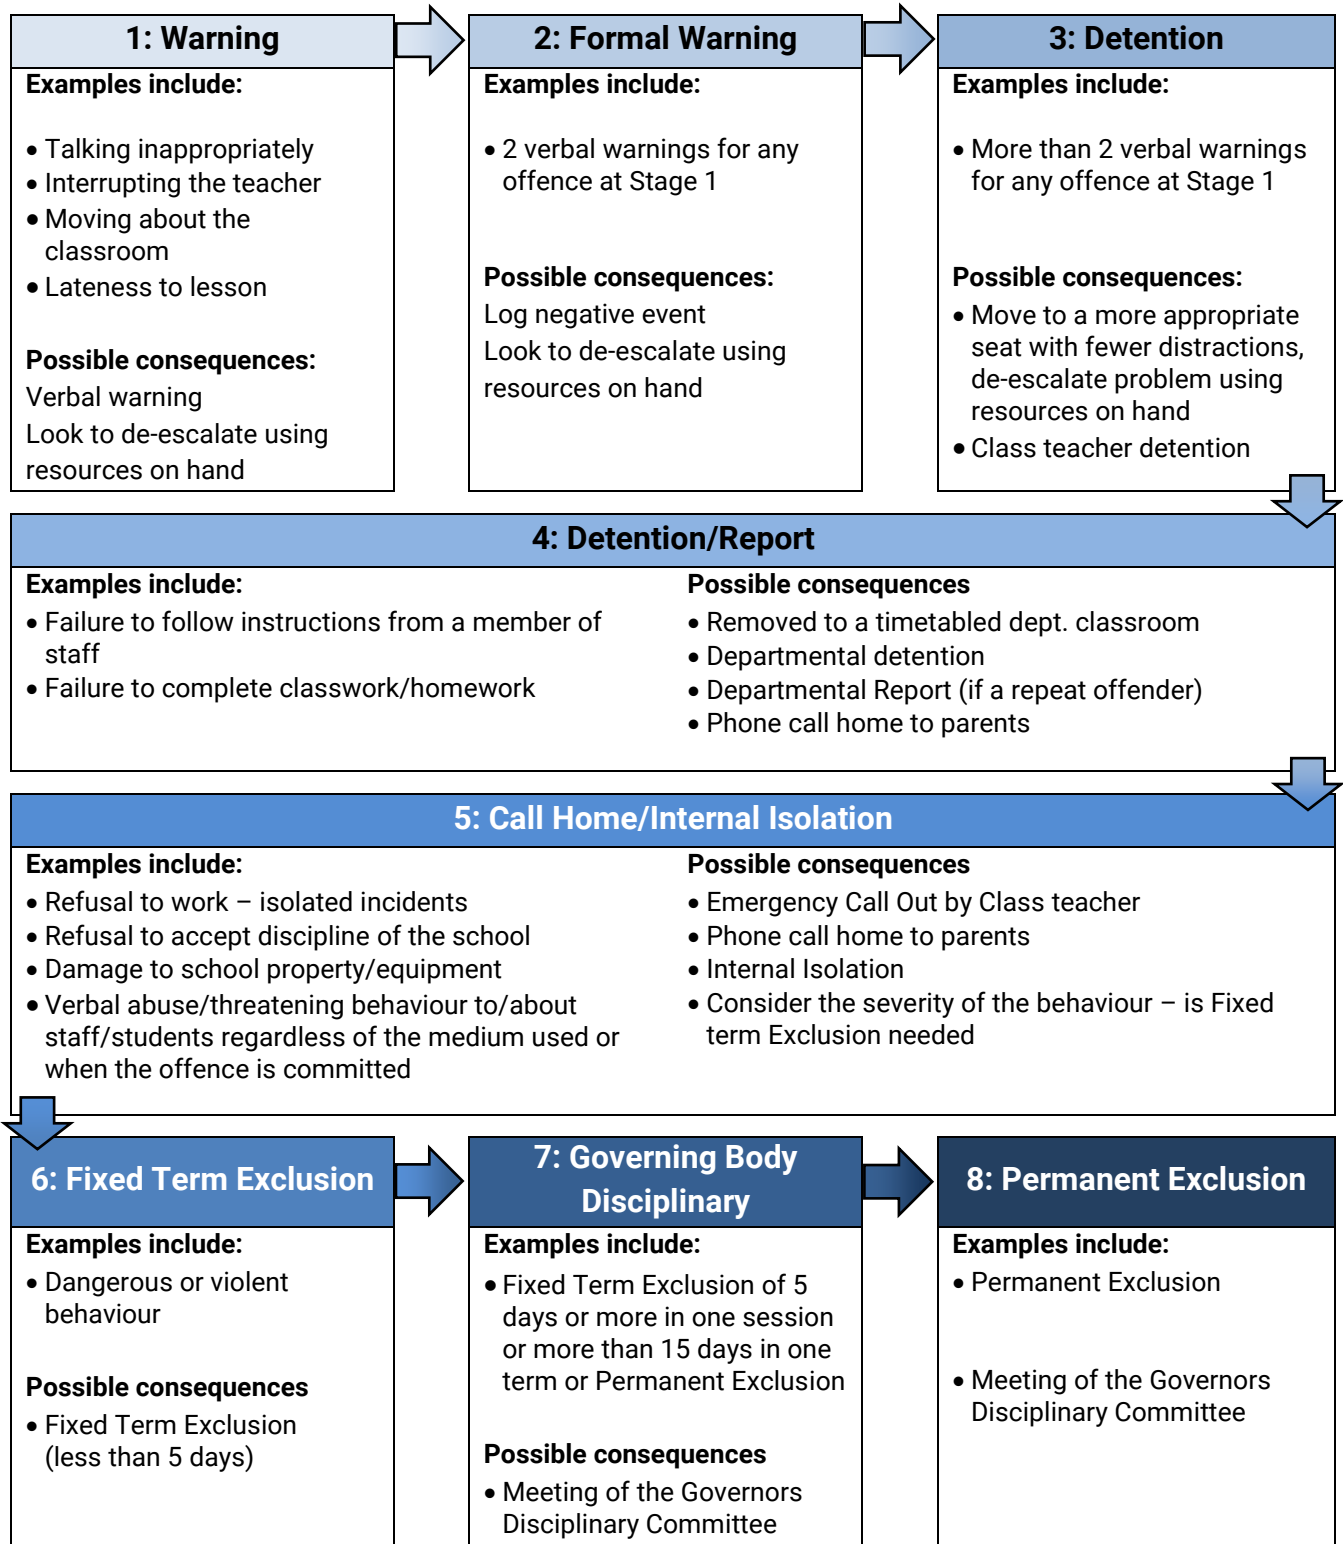 1: Warning
Examples include:
• Talking inappropriately
• Interrupting the teacher
• Moving about the
classroom
• Lateness to lesson
Possible consequences:
Verbal warning
Look to de-escalate using
resources on hand
2: Formal Warning
Examples include:
• 2 verbal warnings for any
offence at Stage 1
Possible consequences:
Log negative event
Look to de-escalate using
resources on hand
3: Detention
Examples include:
• More than 2 verbal warnings
for any offence at Stage 1
Possible consequences:
• Move to a more appropriate
seat with fewer distractions,
de-escalate problem using
resources on hand
• Class teacher detention
4: Detention/Report
Examples include:
• Failure to follow instructions from a member of
staff
• Failure to complete classwork/homework
Possible consequences
• Removed to a timetabled dept. classroom
• Departmental detention
• Departmental Report (if a repeat offender)
• Phone call home to parents
5: Call Home/Internal Isolation
Examples include:
• Refusal to work – isolated incidents
• Refusal to accept discipline of the school
• Damage to school property/equipment
• Verbal abuse/threatening behaviour to/about
staff/students regardless of the medium used or
when the offence is committed
Possible consequences
• Emergency Call Out by Class teacher
• Phone call home to parents
• Internal Isolation
• Consider the severity of the behaviour – is Fixed
term Exclusion needed
6: Fixed Term Exclusion
Examples include:
• Dangerous or violent
behaviour
Possible consequences
• Fixed Term Exclusion
(less than 5 days)
7: Governing Body
Disciplinary
Examples include:
• Fixed Term Exclusion of 5
days or more in one session
or more than 15 days in one
term or Permanent Exclusion
Possible consequences
• Meeting of the Governors
Disciplinary Committee
8: Permanent Exclusion
Examples include:
• Permanent Exclusion
• Meeting of the Governors
Disciplinary Committee